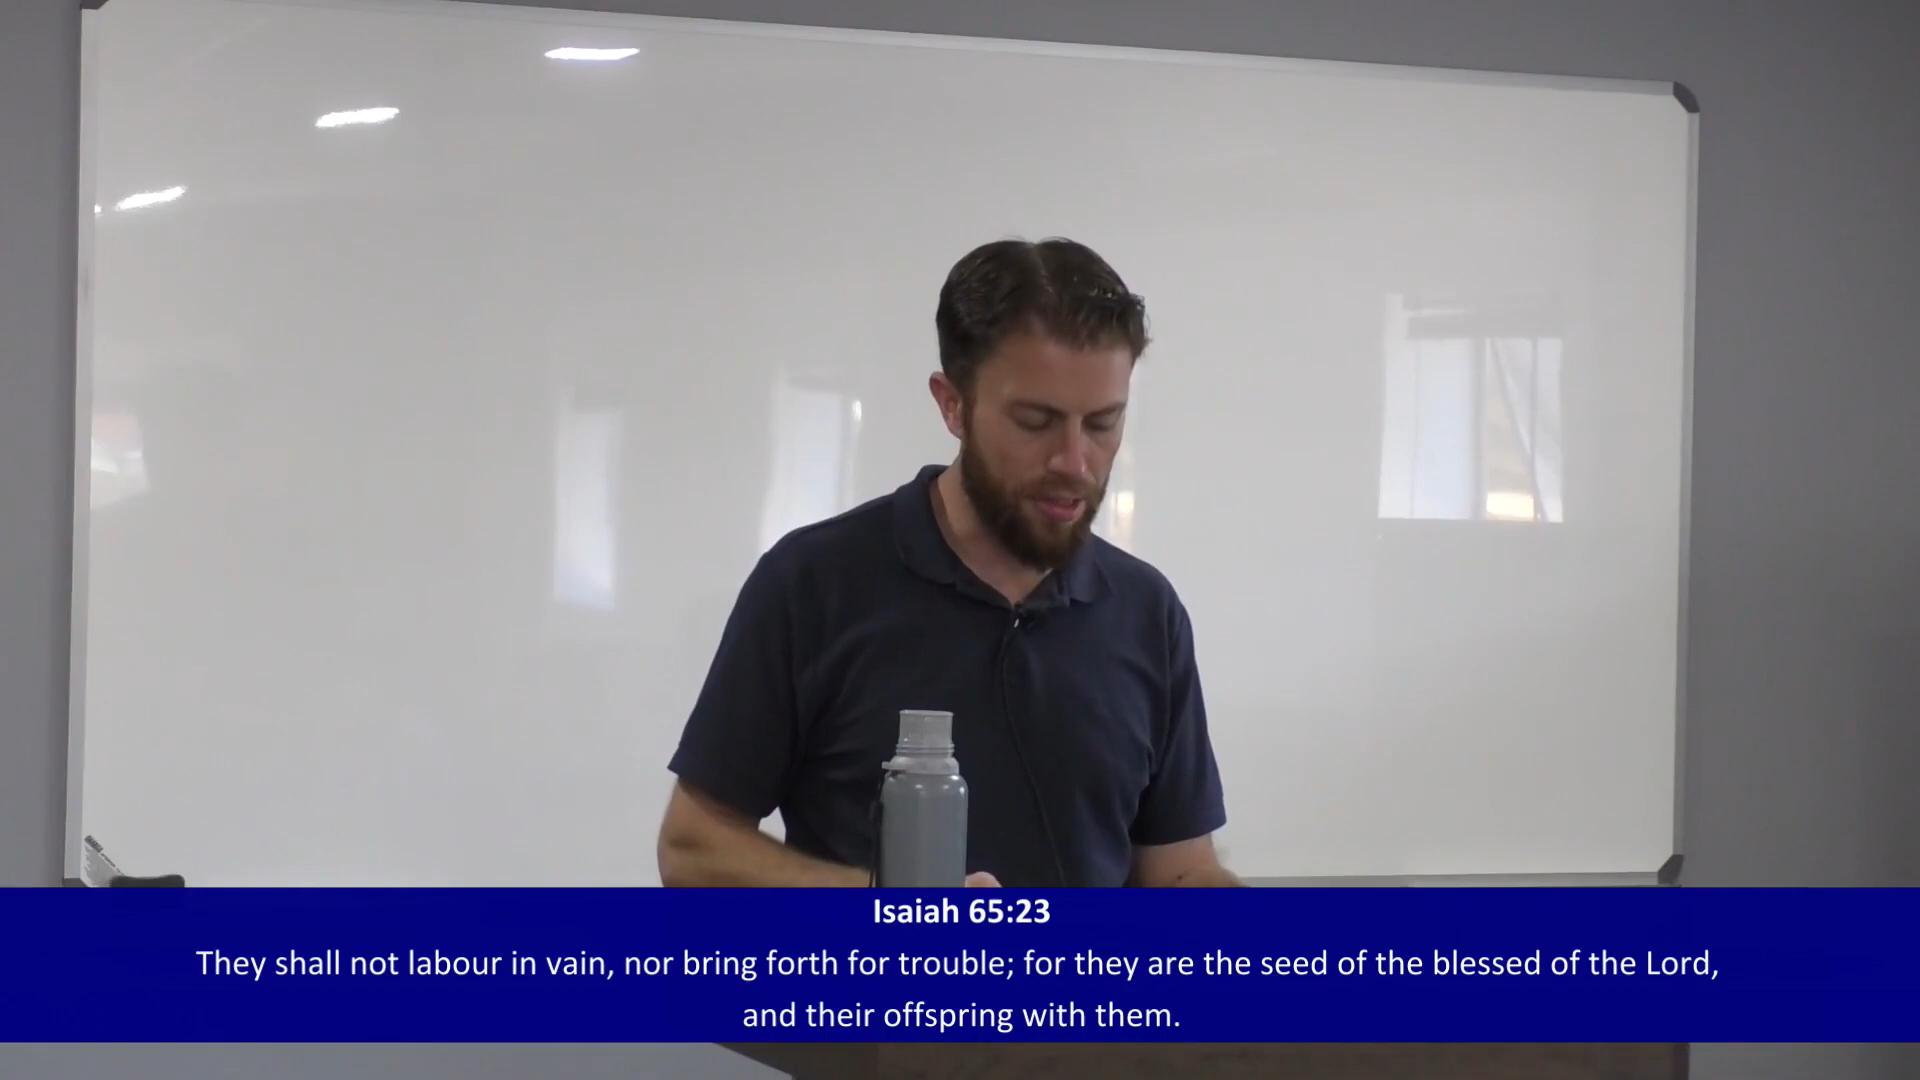 Isaiah 65:23
They shall not labour in vain, nor bring forth for trouble; for they are the seed of the blessed of the Lord,
and their offspring with them.